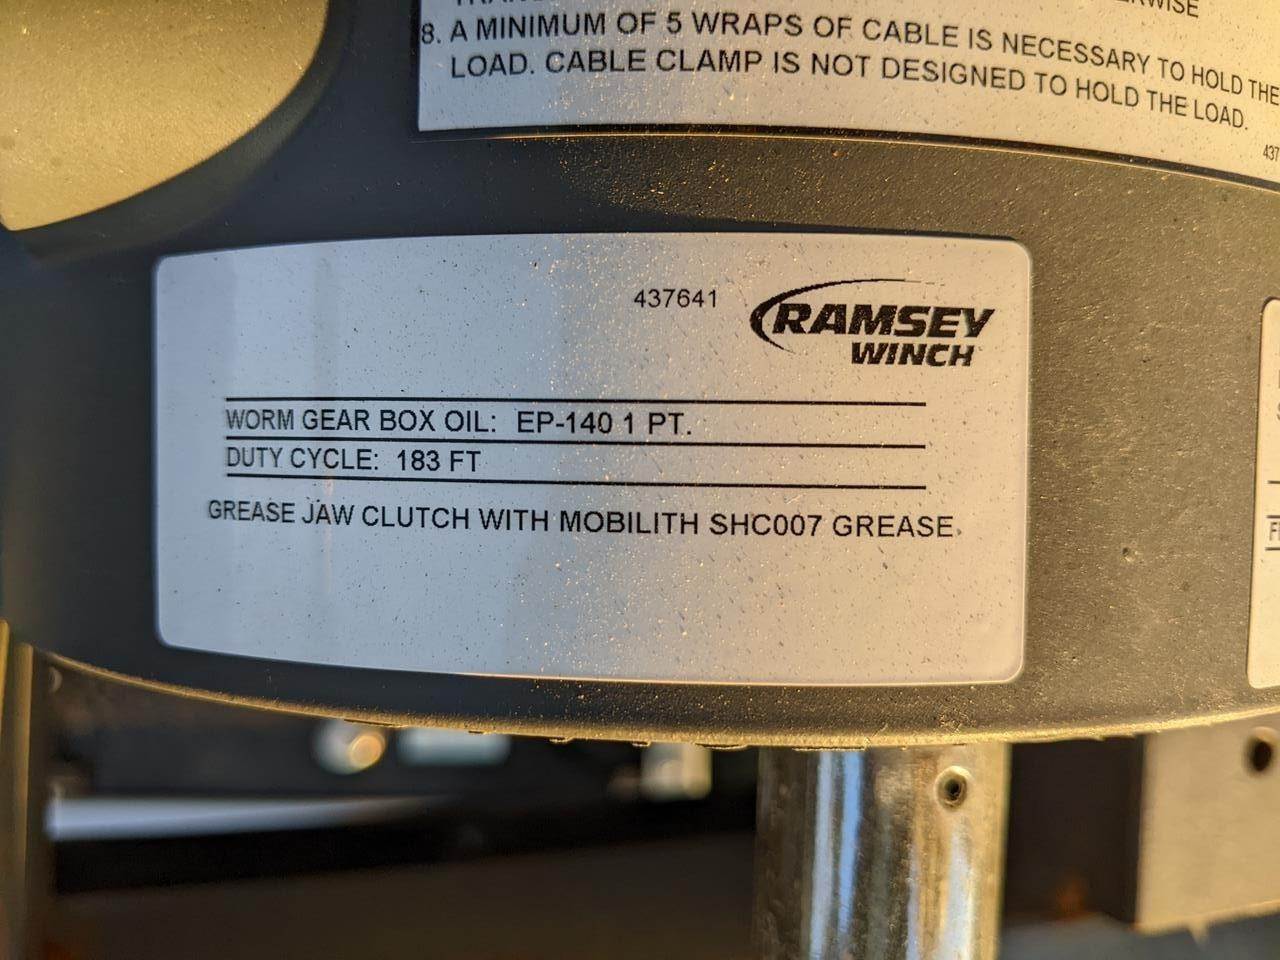 8. A MINIMUM OF 5 WRAPS OF CABLE IS NECESSARY TO HOLD THE
LOAD. CABLE CLAMP IS NOT DESIGNED TO HOLD THE LOAD.
437
437641
RAMSEY
WINCH
WORM GEAR BOX OIL: EP-140 1 PT.
DUTY CYCLE: 183 FT
GREASE JAW CLUTCH WITH MOBILITH SHC007 GREASE.